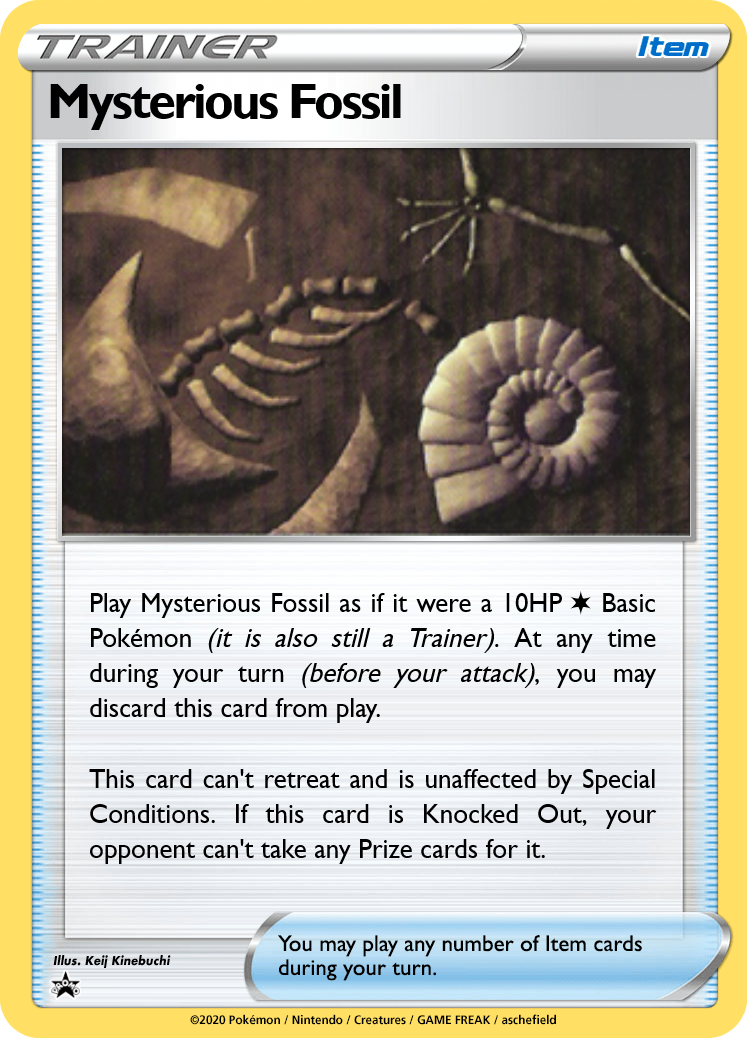 TRAINER
Item
Mysterious Fossil
Play Mysterious Fossil as if it were a 10HP ✶ Basic
Pokémon (it is also still a Trainer). At any time
during your turn (before your attack), you may
discard this card from play.
This card can't retreat and is unaffected by Special
Conditions. If this card is Knocked Out, your
opponent can't take any Prize cards for it.
You may play any number of Item cards
during your turn.
Illus. Keij Kinebuchi
PROMO
©2020 Pokémon / Nintendo / Creatures / GAME FREAK / aschefield